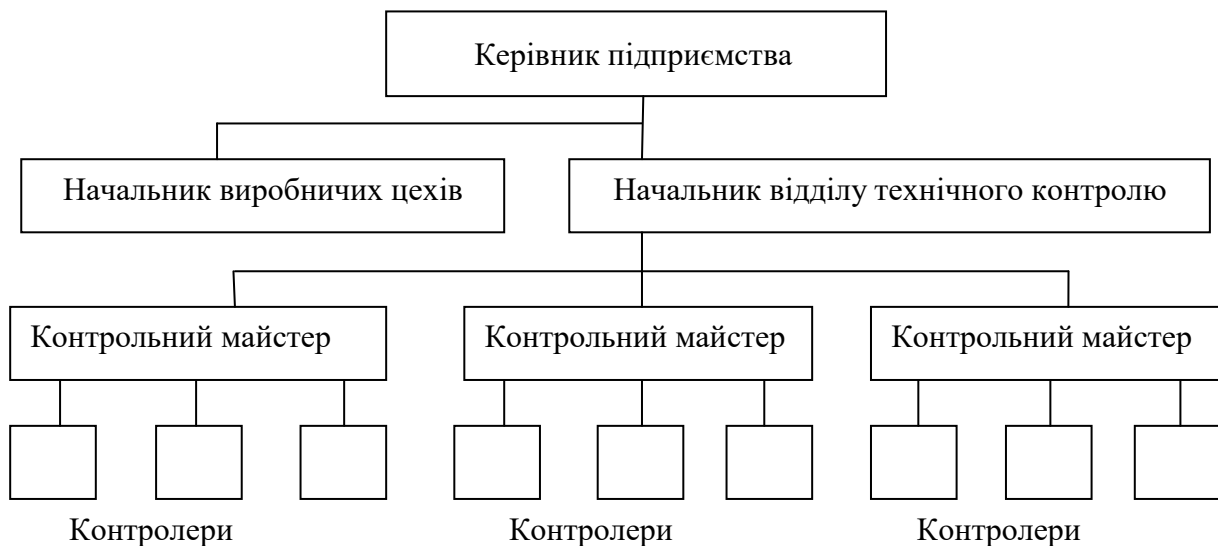 Керівник підприємства
Начальник виробничих цехів
Начальник відділу технічного контролю
Контрольний майстер
Контрольний майстер
Контрольний майстер
Контролери
Контролери
Контролери